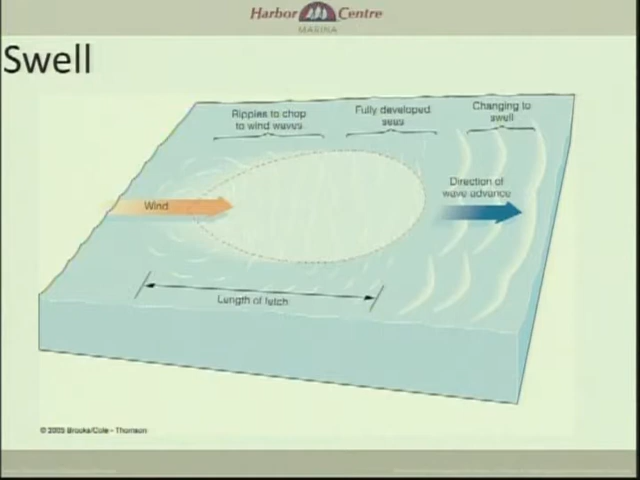 Harbor Centre
MARINA
Swell
Ripples to chop
to wind waves
Fully developed
seas
Changing to
swell
Wind
Direction of
wave advance
Length of fetch
© 2005 Brooks/Cole - Thomson